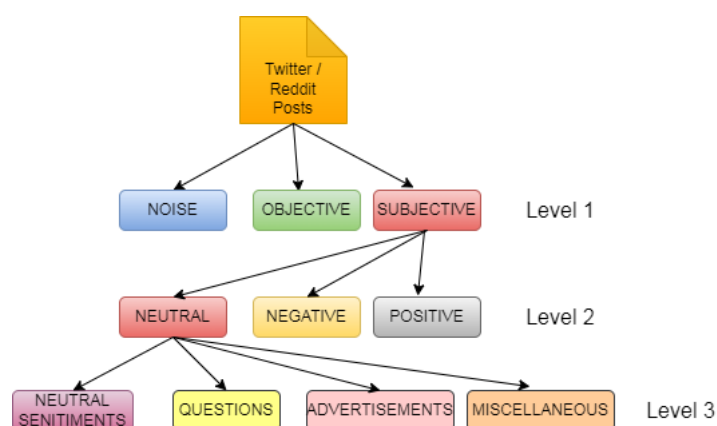 Twitter /
Reddit
Posts
NOISE
OBJECTIVE
SUBJECTIVE
Level 1
NEUTRAL
NEGATIVE
POSITIVE
Level 2
NEUTRAL
SENITIMENTS
QUESTIONS
ADVERTISEMENTS
MISCELLANEOUS
Level 3